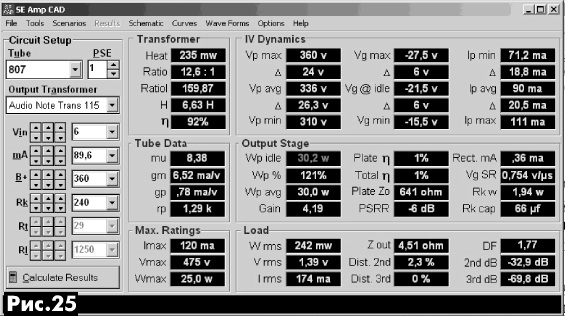 SE Amp CAD
File Tools Scenarios Results Schematic Curves Wave Forms Options Help
Circuit Setup
Tube PSE
807 1
Output Transformer
Audio Note Trans 115
Vin 6
mA 89,6
B+ 360
Rk 240
Rt 29
Rl 1250
Calculate Results
Transformer
Heat 235 mw
Ratio 12,6 : 1
Ratiol 159,87
H 6,63 H
η 92%
IV Dynamics
Vp max 360 v Vg max -27,5 v Ip min 71,2 ma
Δ 24 v Δ 6 v Δ 18,8 ma
Vp avg 336 v Vg @ idle -21,5 v Ip avg 90 ma
Δ 26,3 v Δ 6 v Δ 20,5 ma
Vp min 310 v Vg min -15,5 v Ip max 111 ma
Tube Data
mu 8,38
gm 6,52 ma/v
gp ,78 ma/v
rp 1,29 k
Output Stage
Wp idle 30,2 w Plate η 1% Rect. mA ,36 ma
Wp % 121% Total η 1% Vg SR 0,754 v/µs
Wp avg 30,0 w Plate Zo 641 ohm Rk w 1,94 w
Gain 4,19 PSRR -6 dB Rk cap 66 µf
Max. Ratings
Imax 120 ma
Vmax 475 v
Wmax 25,0 w
Load
W rms 242 mw Z out 4,51 ohm DF 1,77
V rms 1,39 v Dist. 2nd 2,3 % 2nd dB -32,9 dB
I rms 174 ma Dist. 3rd 0 % 3rd dB -69,8 dB
Рис.25